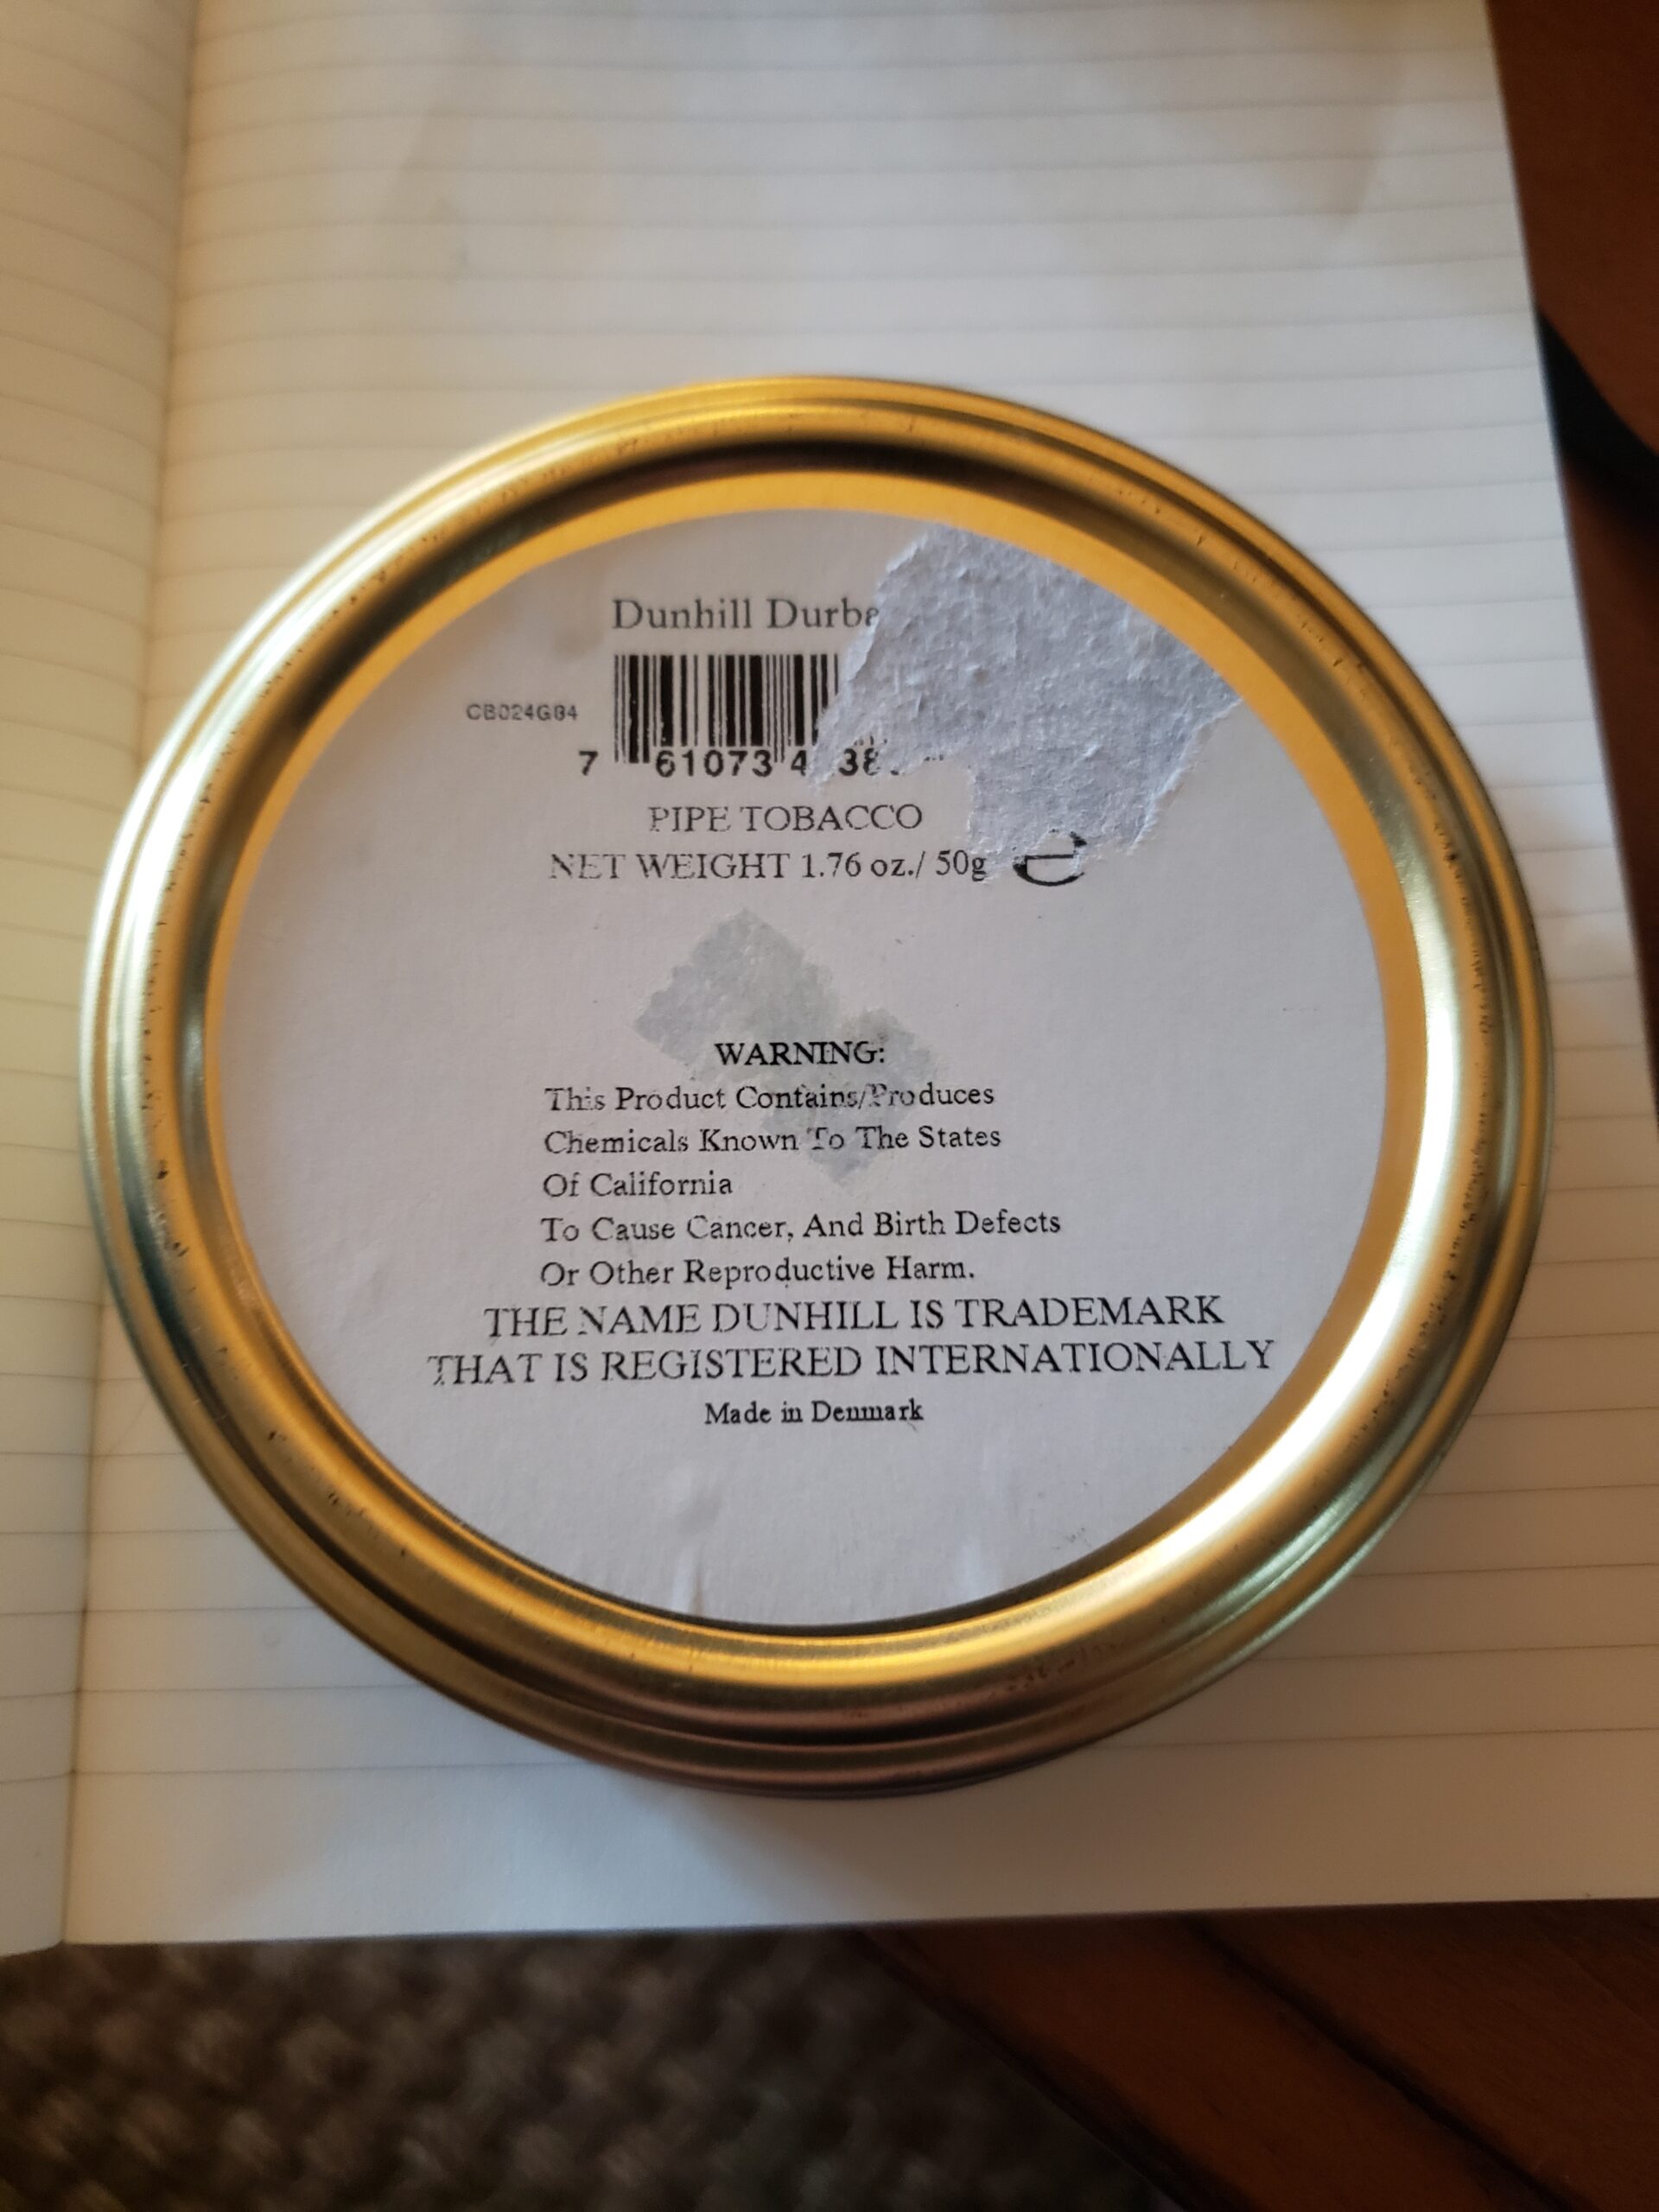 Dunhill
CB024G84
7 61073 4
PIPE TOBACCO
NET WEIGHT 1.76 oz./ 50g e
WARNING:
This Product Contains/Produces
Chemicals Known To The States
Of California
To Cause Cancer, And Birth Defects
Or Other Reproductive Harm.
THE NAME DUNHILL IS TRADEMARK
THAT IS REGISTERED INTERNATIONALLY
Made in Denmark